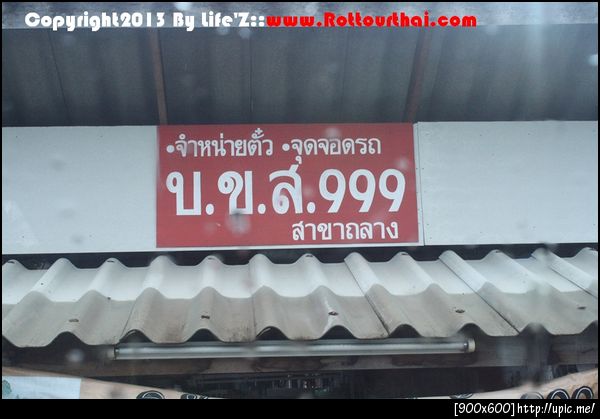 Copyright2013 By Life'Z::www.Rottourthai.com
•จำหน่ายตั๋ว •จุดจอดรถ
บ.ข.ส.999
สาขาถลาง
[900x600]http://upic.me/